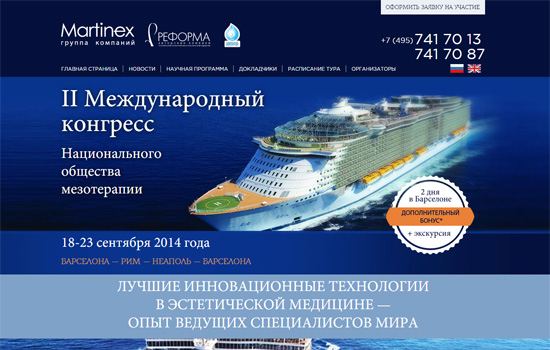 ОФОРМИТЬ ЗАЯВКУ НА УЧАСТИЕ
Martinex
группа компаний
РЕФОРМА
+7 (495) 741 70 13
741 70 87
ГЛАВНАЯ СТРАНИЦА | НОВОСТИ | НАУЧНАЯ ПРОГРАММА | ДОКЛАДЧИКИ | РАСПИСАНИЕ ТУРА | ОРГАНИЗАТОРЫ
II Международный
конгресс
Национального
общества
мезотерапии
2 дня
в Барселоне
ДОПОЛНИТЕЛЬНЫЙ
БОНУС*
+ экскурсия
18-23 сентября 2014 года
БАРСЕЛОНА — РИМ — НЕАПОЛЬ — БАРСЕЛОНА
ЛУЧШИЕ ИННОВАЦИОННЫЕ ТЕХНОЛОГИИ
В ЭСТЕТИЧЕСКОЙ МЕДИЦИНЕ —
ОПЫТ ВЕДУЩИХ СПЕЦИАЛИСТОВ МИРА